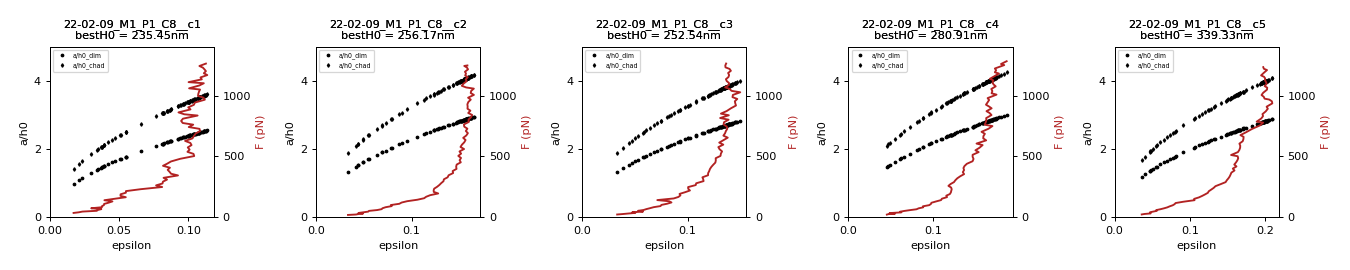 22-02-09_M1_P1_C8__c1
bestH0 = 235.45nm
a/h0_dim
a/h0_chad
a/h0
4
2
0
1000
500
0
F (pN)
0.00
0.05
0.10
epsilon
22-02-09_M1_P1_C8__c2
bestH0 = 256.17nm
a/h0_dim
a/h0_chad
a/h0
4
2
0
1000
500
0
F (pN)
0.0
0.1
epsilon
22-02-09_M1_P1_C8__c3
bestH0 = 252.54nm
a/h0_dim
a/h0_chad
a/h0
4
2
0
1000
500
0
F (pN)
0.0
0.1
epsilon
22-02-09_M1_P1_C8__c4
bestH0 = 280.91nm
a/h0_dim
a/h0_chad
a/h0
4
2
0
1000
500
0
F (pN)
0.0
0.1
epsilon
22-02-09_M1_P1_C8__c5
bestH0 = 339.33nm
a/h0_dim
a/h0_chad
a/h0
4
2
0
1000
500
0
F (pN)
0.0
0.1
0.2
epsilon